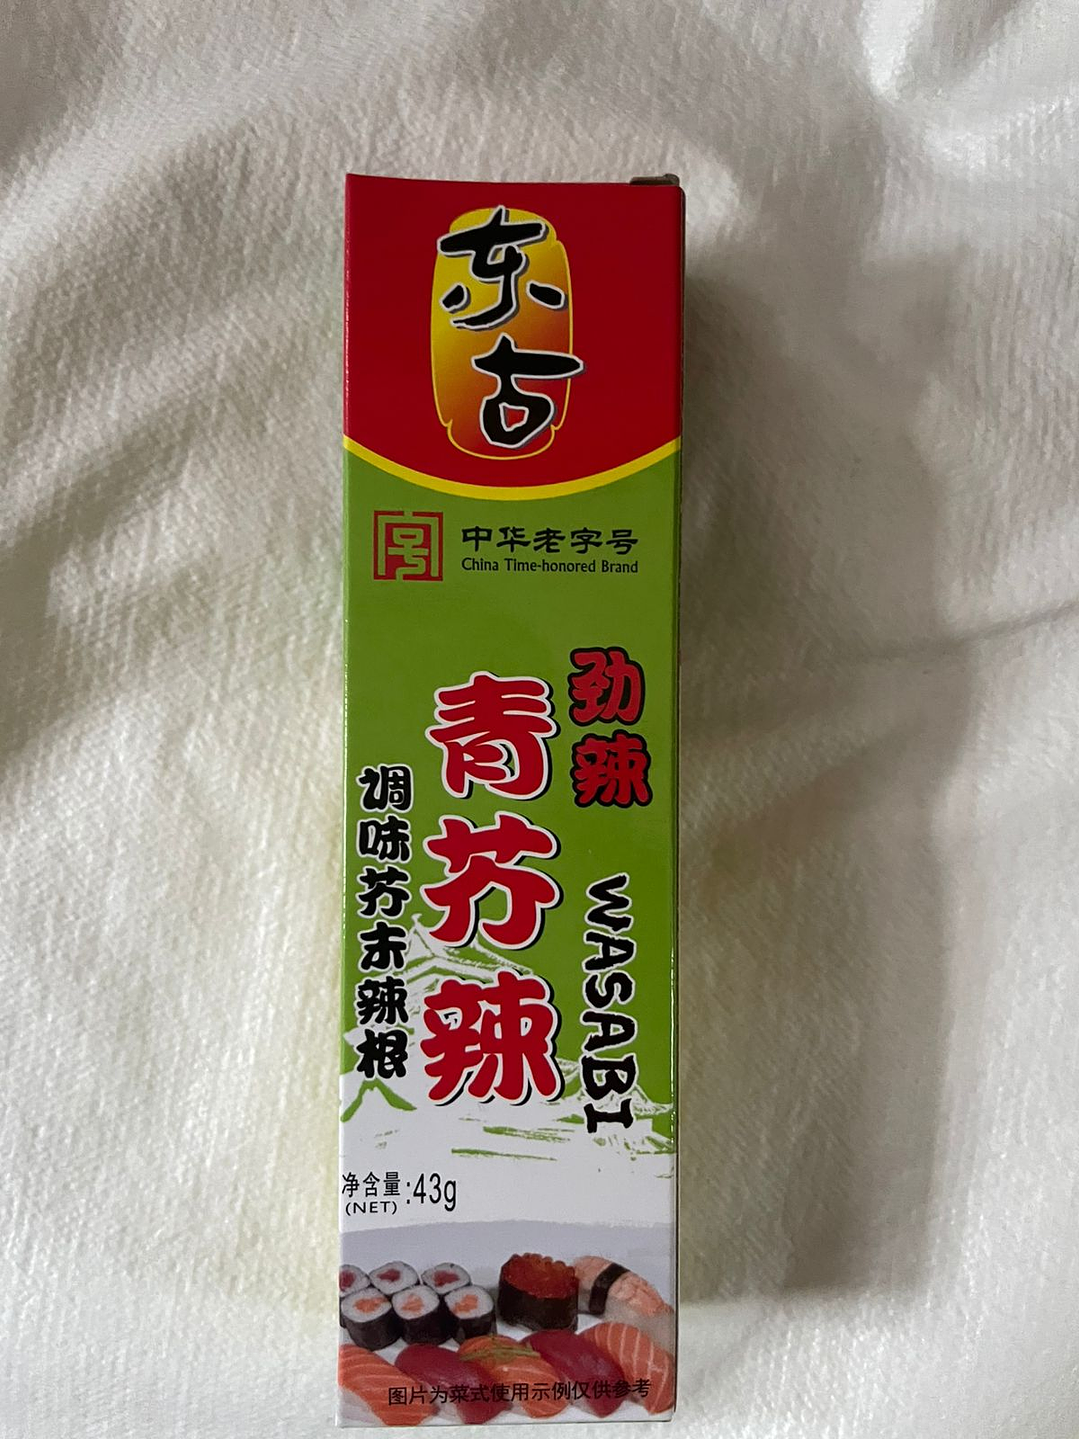 东古
号
中华老字号
China Time-honored Brand
劲辣
WASABI
青芥辣
调味芥末辣根
净含量:43g
(NET)
图片为菜式使用示例仅供参考